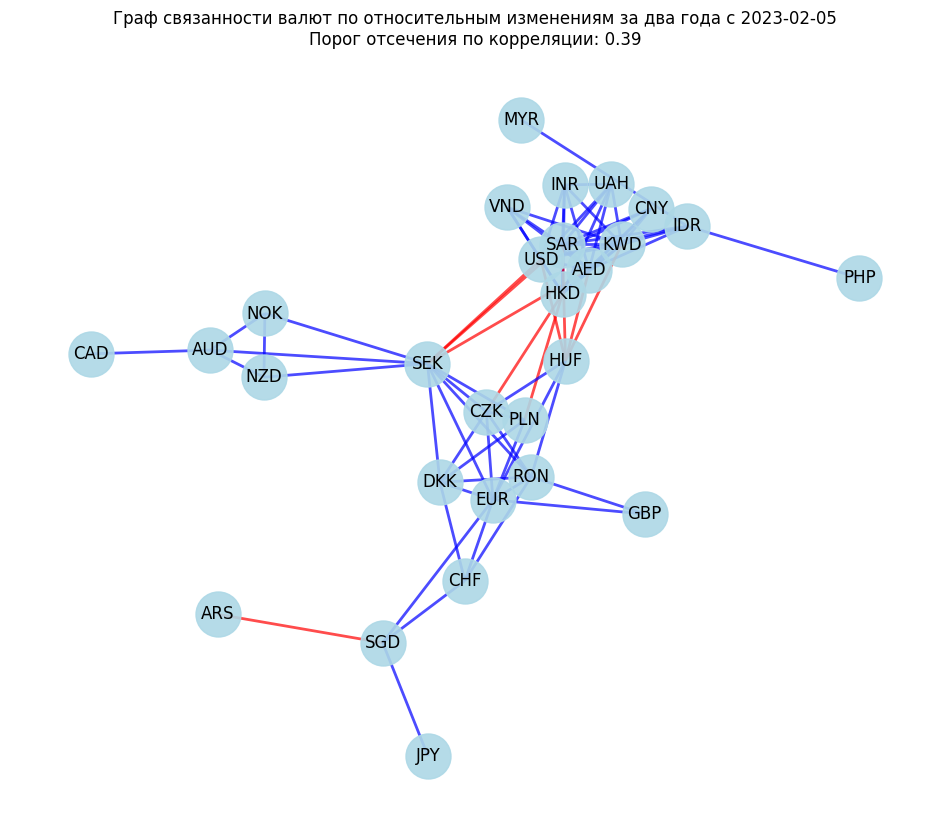 Граф связанности валют по относительным изменениям за два года с 2023-02-05
Порог отсечения по корреляции: 0.39
MYR
INR
UAH
VND
CNY
IDR
SAR
KWD
USD
AED
PHP
HKD
NOK
CAD
AUD
SEK
HUF
NZD
CZK
PLN
DKK
RON
EUR
GBP
CHF
ARS
SGD
JPY